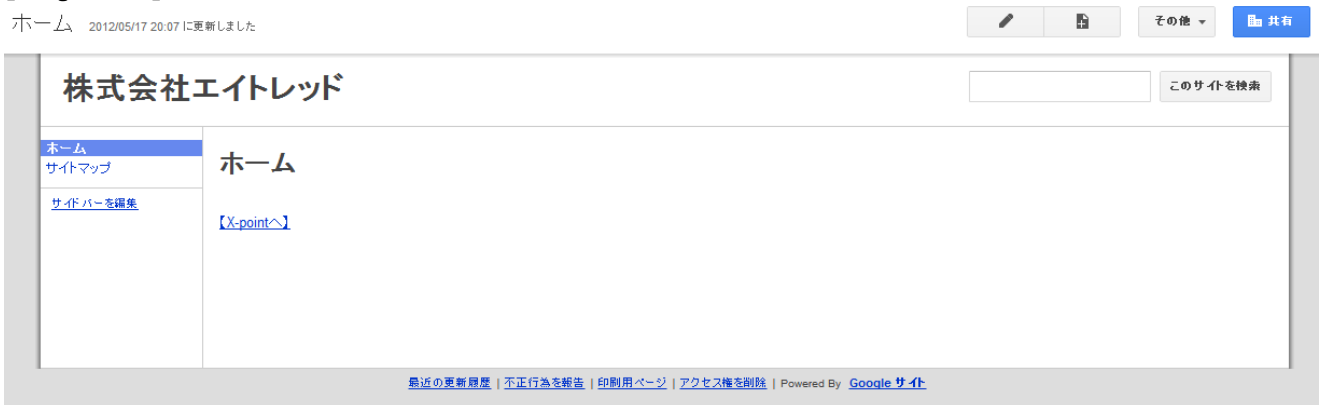 ホーム 2012/05/17 20:07 に更新しました その他 共有
株式会社エイトレッド このサイトを検索
ホーム
サイトマップ
ホーム
サイドバーを編集
【X-pointへ】
最近の更新履歴 | 不正行為を報告 | 印刷用ページ | アクセス権を削除 | Powered By Google サイト